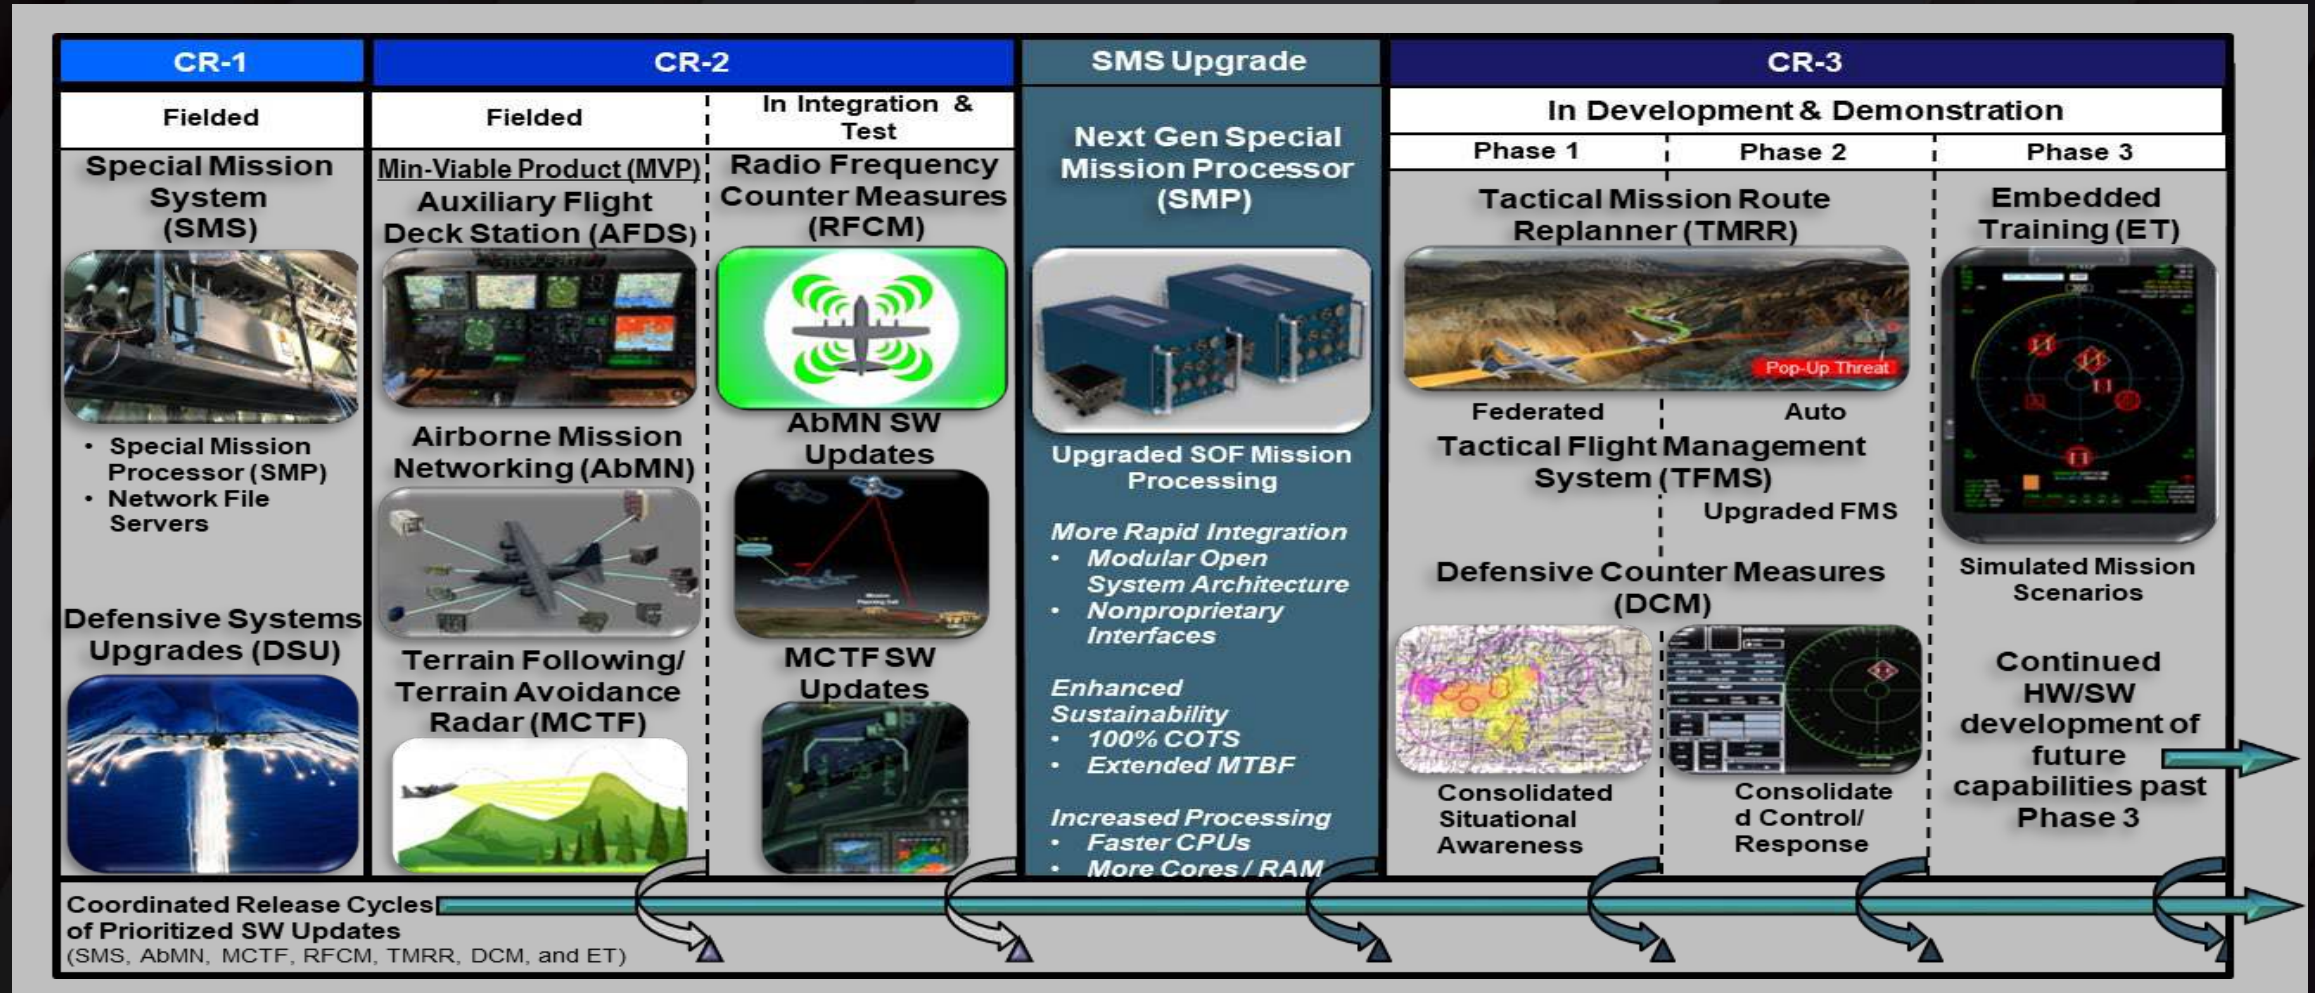 CR-1
CR-2
SMS Upgrade
CR-3
Fielded
Fielded
In Integration &
Test
In Development & Demonstration
Phase 1
Phase 2
Phase 3
Special Mission
System
(SMS)
• Special Mission
Processor (SMP)
• Network File
Servers
Defensive Systems
Upgrades (DSU)
Min-Viable Product (MVP)
Auxiliary Flight
Deck Station (AFDS)
Airborne Mission
Networking (AbMN)
Terrain Following/
Terrain Avoidance
Radar (MCTF)
Radio Frequency
Counter Measures
(RFCM)
AbMN SW
Updates
MCTF SW
Updates
Next Gen Special
Mission Processor
(SMP)
Upgraded SOF Mission
Processing
More Rapid Integration
• Modular Open
System Architecture
• Nonproprietary
Interfaces
Enhanced
Sustainability
• 100% COTS
• Extended MTBF
Increased Processing
• Faster CPUs
• More Cores / RAM
Tactical Mission Route
Replanner (TMRR)
Pop-Up Threat
Federated
Auto
Tactical Flight Management
System (TFMS)
Upgraded FMS
Defensive Counter Measures
(DCM)
Consolidated
Situational
Awareness
Consolidate
d Control/
Response
Embedded
Training (ET)
Simulated Mission
Scenarios
Continued
HW/SW
development of
future
capabilities past
Phase 3
Coordinated Release Cycles
of Prioritized SW Updates
(SMS, AbMN, MCTF, RFCM, TMRR, DCM, and ET)